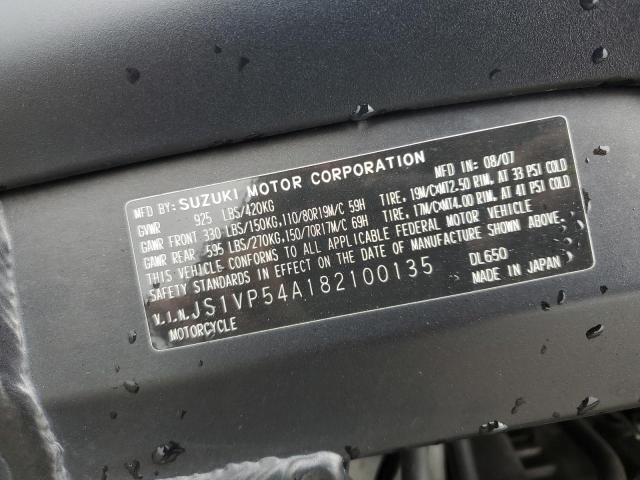 MFD BY: SUZUKI MOTOR CORPORATION MFD IN: 08/07
GVWR 925 LBS/420KG
GAWR FRONT 330 LBS/150KG,110/80R19M/C 59H TIRE, 19M/C×MT2.50 RIM, AT 33 PSI COLD
GAWR REAR 595 LBS/270KG,150/70R17M/C 69H TIRE, 17M/C×MT4.00 RIM, AT 41 PSI COLD
THIS VEHICLE CONFORMS TO ALL APPLICABLE FEDERAL MOTOR VEHICLE
SAFETY STANDARDS IN EFFECT ON THE DATE OF MANUFACTURE SHOWN ABOVE.
V.I.N. JS1VP54A182100135 DL650
MOTORCYCLE MADE IN JAPAN